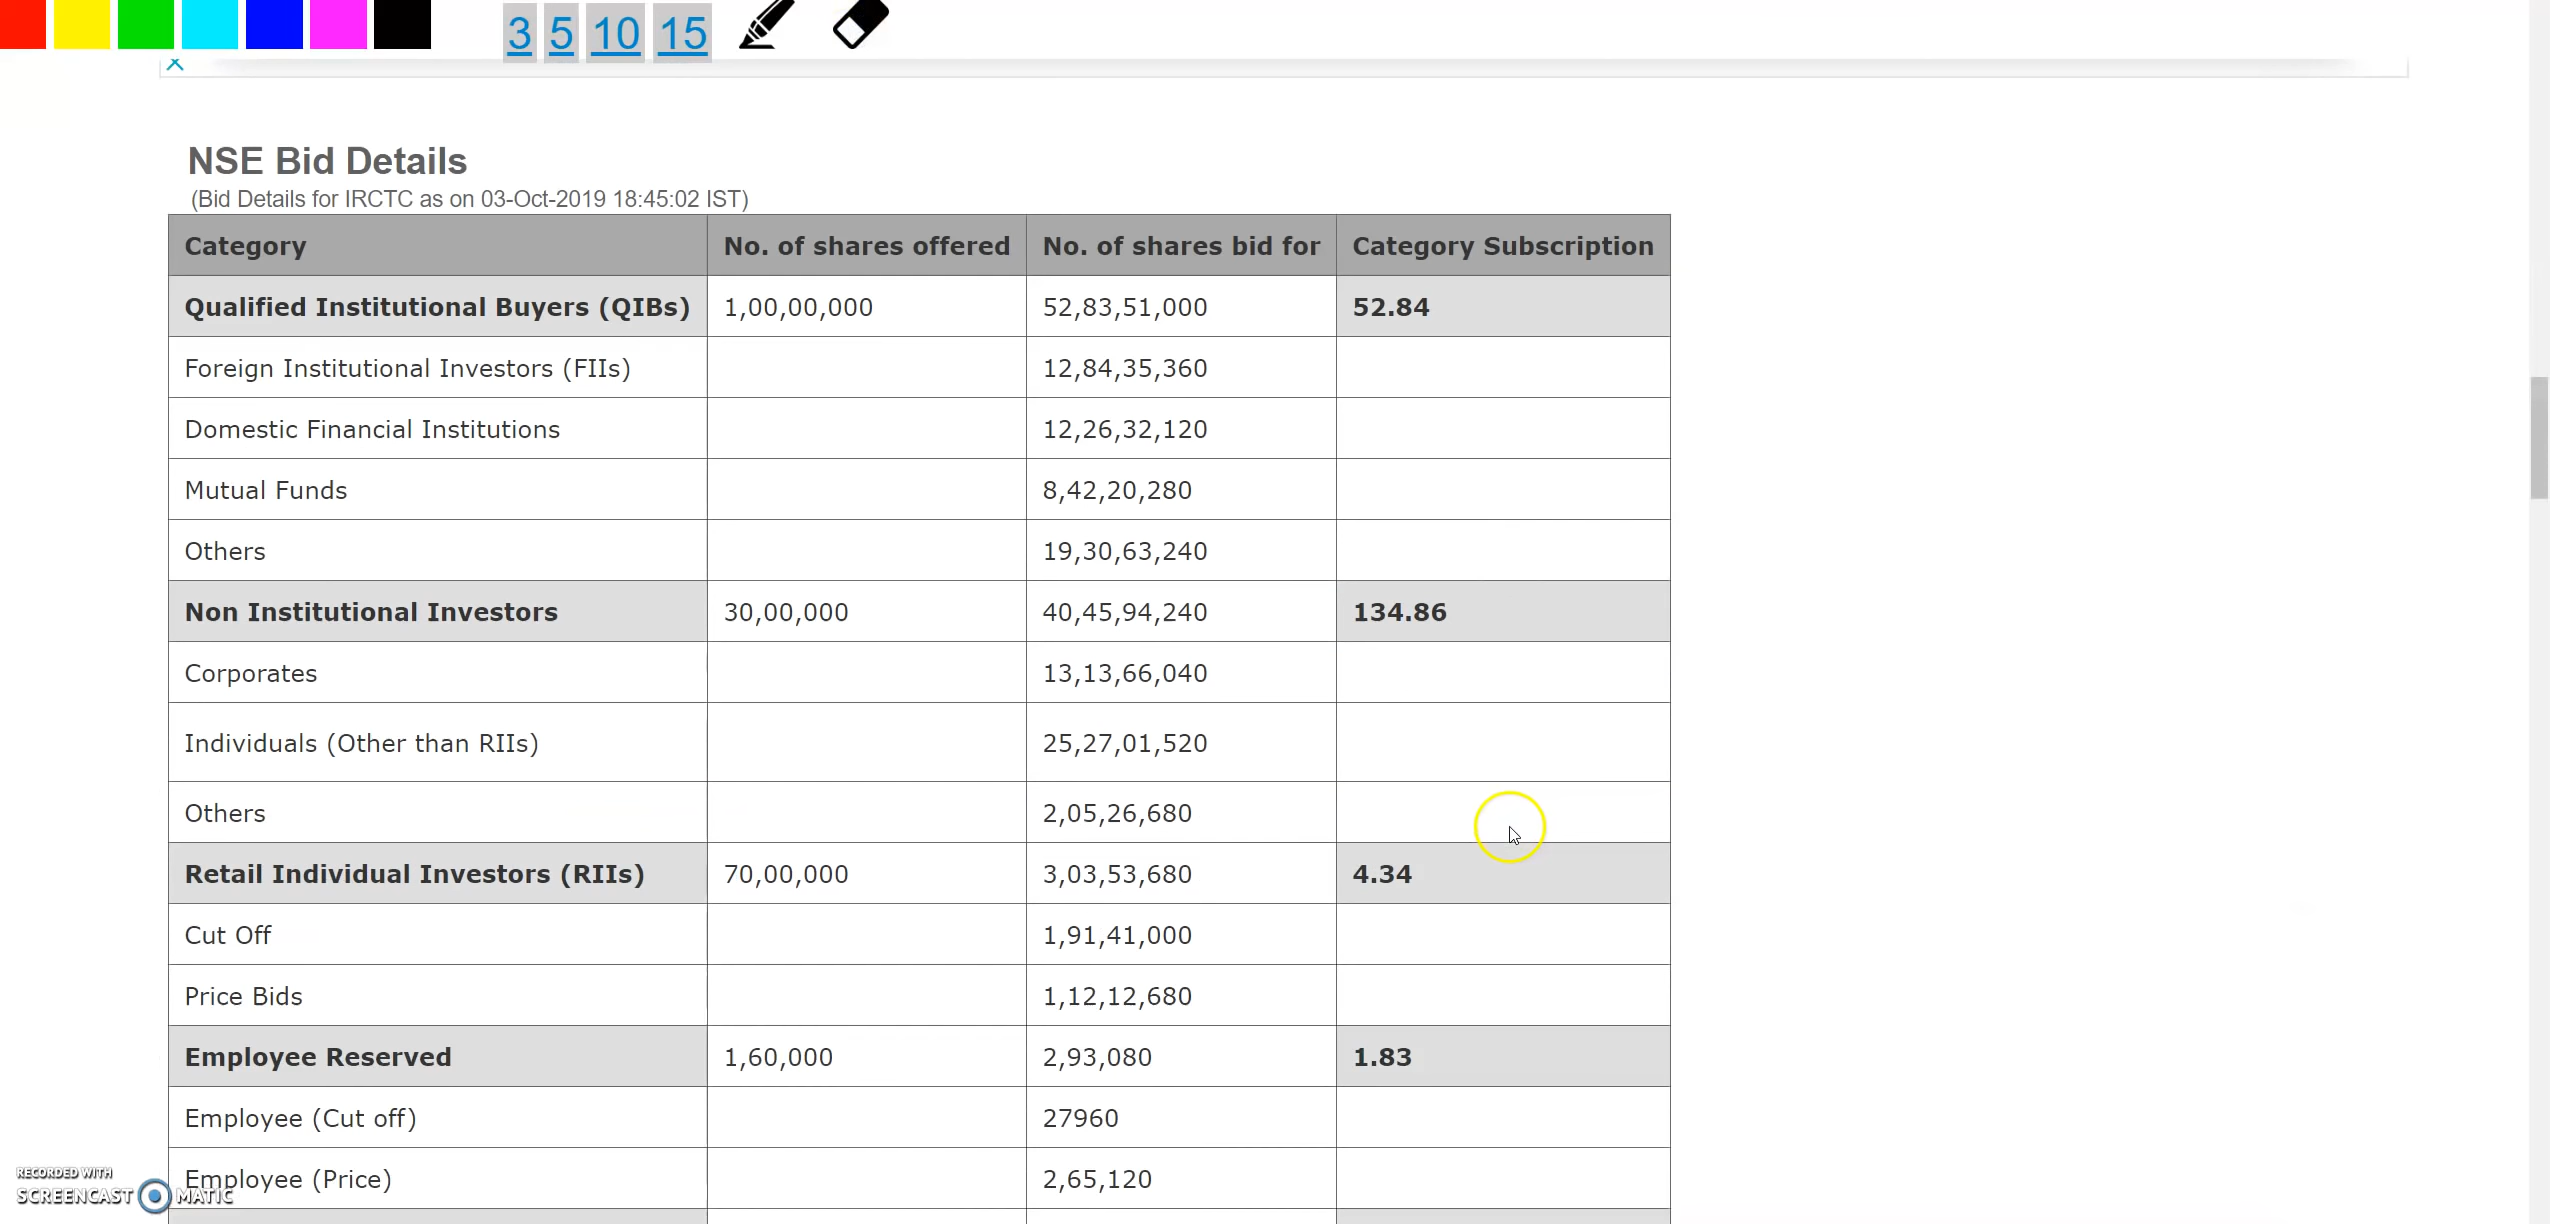 3 5 10 15
NSE Bid Details
(Bid Details for IRCTC as on 03-Oct-2019 18:45:02 IST)
Category No. of shares offered No. of shares bid for Category Subscription
Qualified Institutional Buyers (QIBs) 1,00,00,000 52,83,51,000 52.84
Foreign Institutional Investors (FIIs) 12,84,35,360
Domestic Financial Institutions 12,26,32,120
Mutual Funds 8,42,20,280
Others 19,30,63,240
Non Institutional Investors 30,00,000 40,45,94,240 134.86
Corporates 13,13,66,040
Individuals (Other than RIIs) 25,27,01,520
Others 2,05,26,680
Retail Individual Investors (RIIs) 70,00,000 3,03,53,680 4.34
Cut Off 1,91,41,000
Price Bids 1,12,12,680
Employee Reserved 1,60,000 2,93,080 1.83
Employee (Cut off) 27960
Employee (Price) 2,65,120
RECORDED WITH
SCREENCAST MATIC